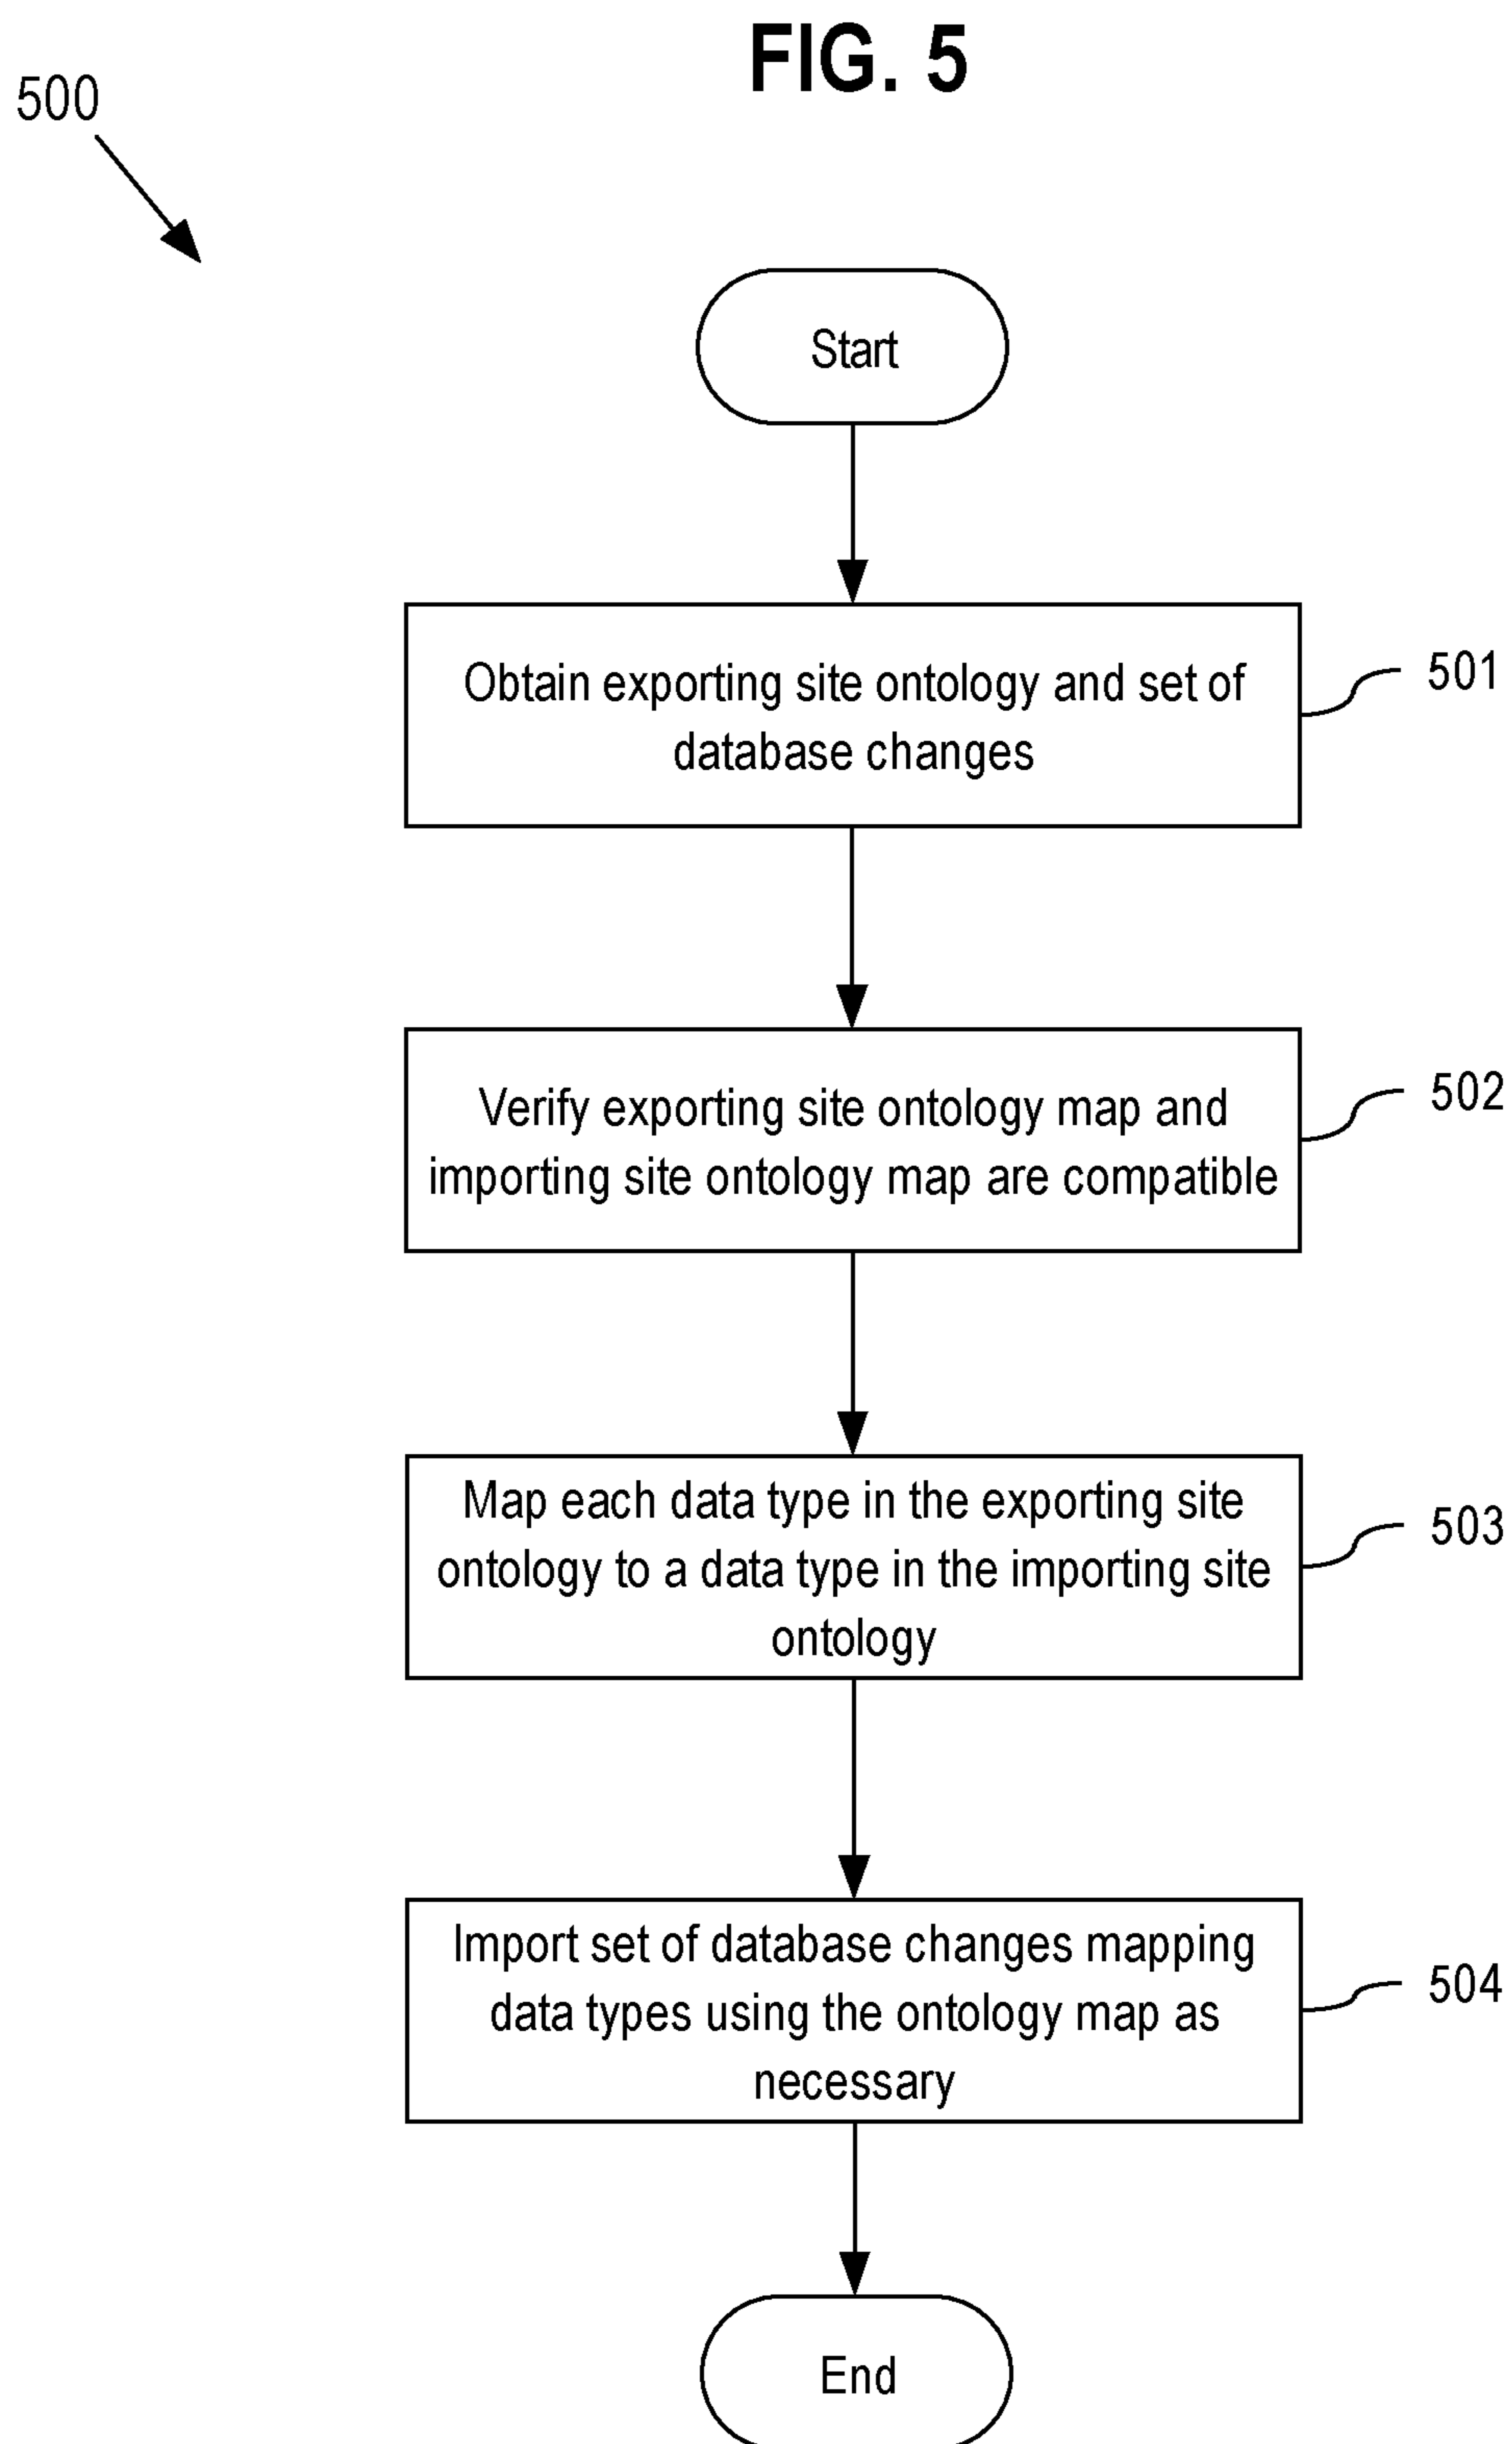 FIG. 5
500
Start
Obtain exporting site ontology and set of
database changes
501
Verify exporting site ontology map and
importing site ontology map are compatible
502
Map each data type in the exporting site
ontology to a data type in the importing site
ontology
503
Import set of database changes mapping
data types using the ontology map as
necessary
504
End